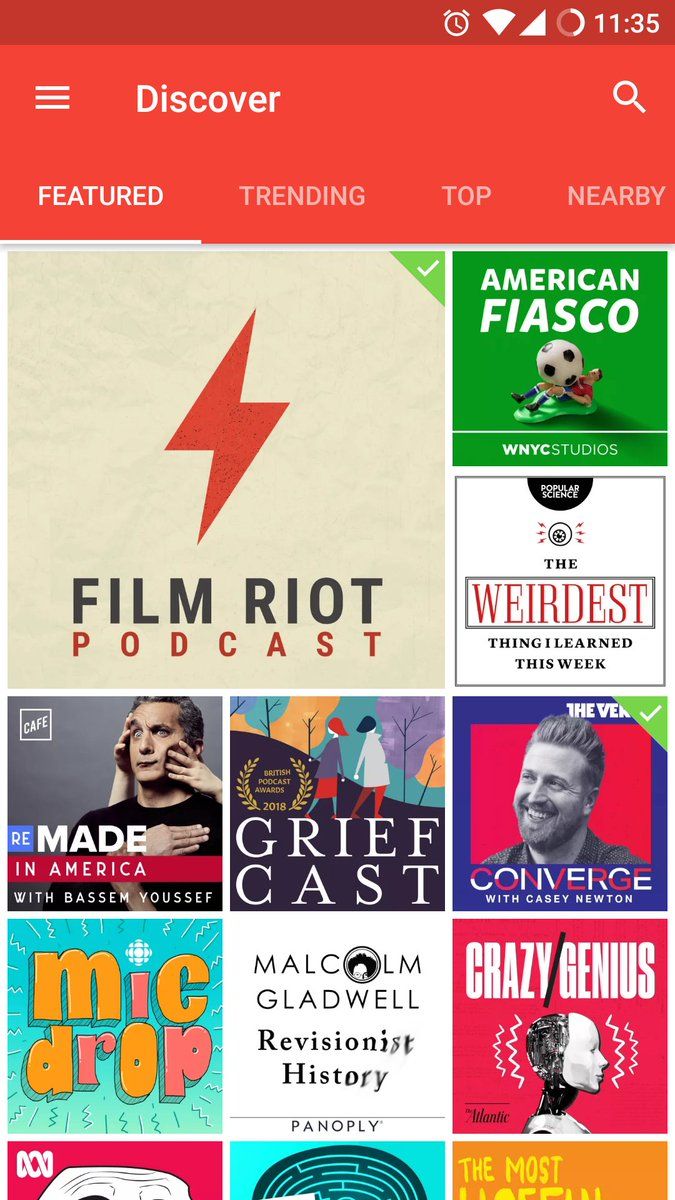 11:35
Discover
FEATURED
TRENDING
TOP
NEARBY
FILM RIOT
PODCAST
AMERICAN
FIASCO
WNYCSTUDIOS
POPULAR
SCIENCE
THE
WEIRDEST
THING I LEARNED
THIS WEEK
CAFE
RE MADE
IN AMERICA
WITH BASSEM YOUSSEF
BRITISH
PODCAST
AWARDS
2018
GRIEF
CAST
THE VER
CONVERGE
WITH CASEY NEWTON
mic
drop
MALCOLM
GLADWELL
Revisionist
History
PANOPLY
CRAZY/GENIUS
The Atlantic
THE MOST